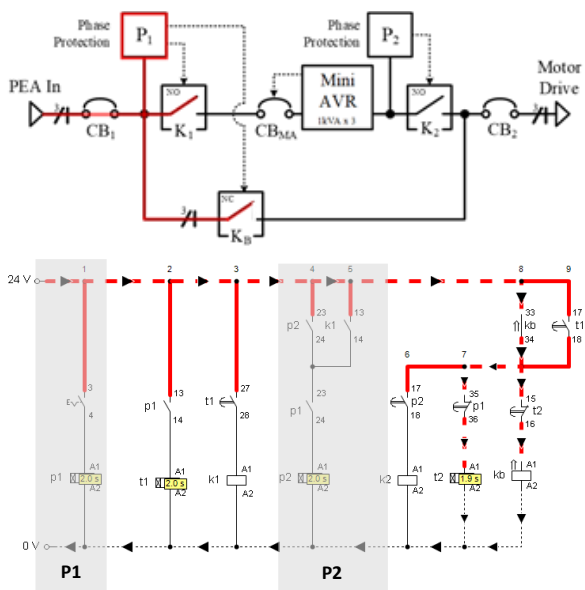 Phase
Protection
P1
Phase
Protection
P2
PEA In
3
CB1
NO
K1
CBMA
Mini
AVR
1kVA x 3
NO
K2
CB2
3
Motor
Drive
3
NC
KB
24 V
1
2
3
4
5
8
9
23
p2
24
13
k1
14
33
kb
34
17
t1
18
6
7
3
E
4
13
p1
14
27
t1
28
23
p1
24
17
p2
18
35
p1
36
15
t2
16
p1
A1
2.0 s
A2
t1
A1
2.0 s
A2
k1
A1
A2
p2
A1
2.0 s
A2
k2
A1
A2
t2
A1
1.9 s
A2
kb
A1
A2
0 V
P1
P2